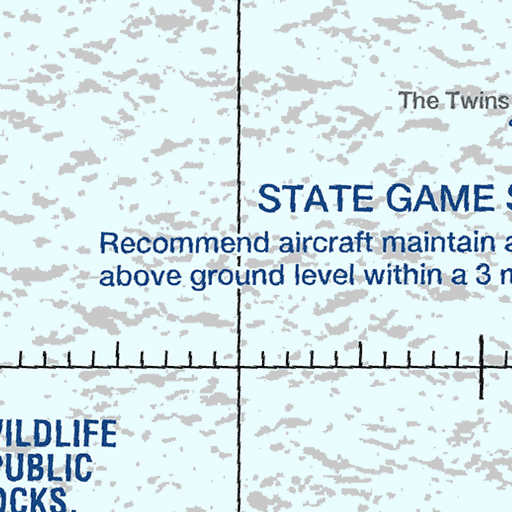 The Twins
STATE GAME S
Recommend aircraft maintain a
above ground level within a 3 m
WILDLIFE
PUBLIC
OCKS.